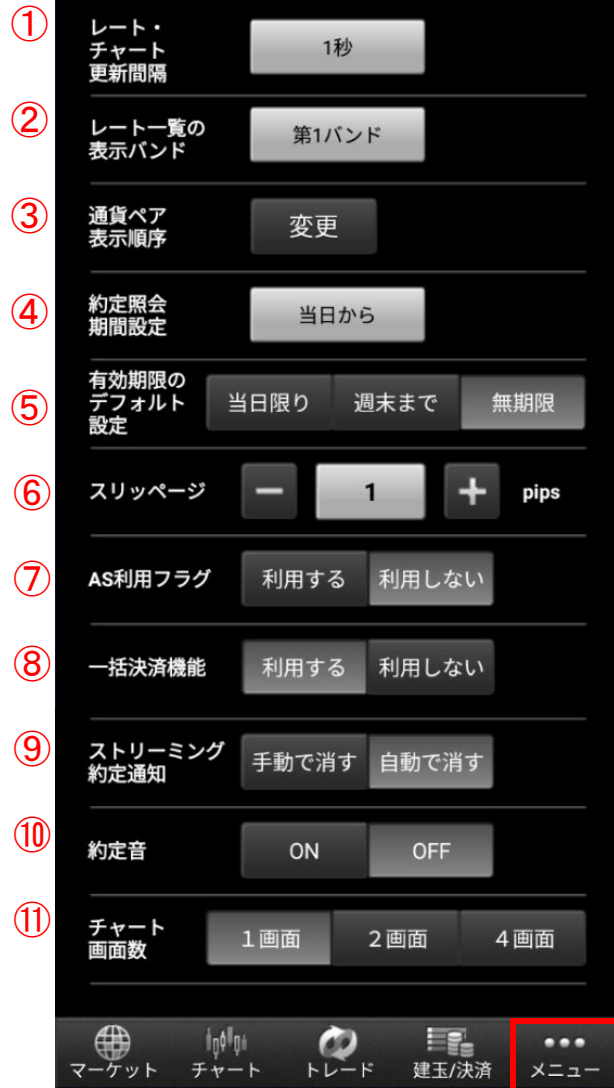 ①
レート・
チャート
更新間隔
1秒
②
レート一覧の
表示バンド
第1バンド
③
通貨ペア
表示順序
変更
④
約定照会
期間設定
当日から
⑤
有効期限の
デフォルト
設定
当日限り 週末まで 無期限
⑥
スリッページ
− 1 + pips
⑦
AS利用フラグ
利用する 利用しない
⑧
一括決済機能
利用する 利用しない
⑨
ストリーミング
約定通知
手動で消す 自動で消す
⑩
約定音
ON OFF
⑪
チャート
画面数
1画面 2画面 4画面
マーケット チャート トレード 建玉/決済 メニュー